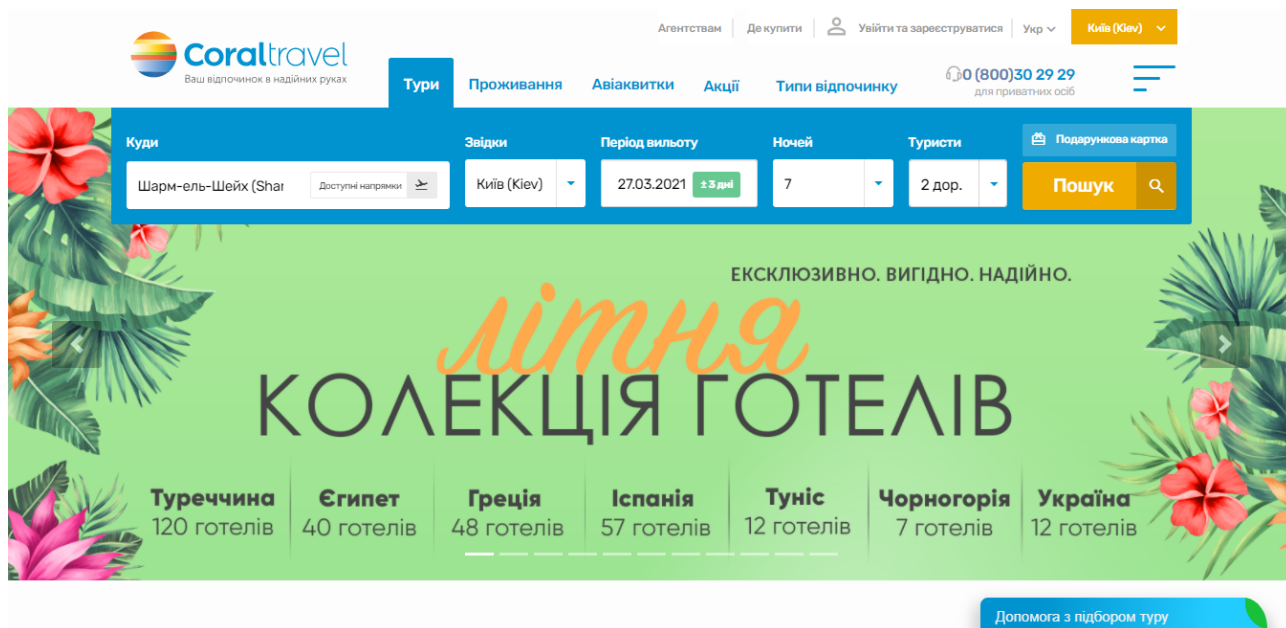 Агентствам
Де купити
Увійти та зареєструватися
Укр
Київ (Kiev)
Coraltravel
Ваш відпочинок в надійних руках
Тури
Проживання
Авіаквитки
Акції
Типи відпочинку
0 (800)30 29 29
для приватних осіб
Куди
Звідки
Період вильоту
Ночей
Туристи
Подарункова картка
Шарм-ель-Шейх (Shar
Доступні напрямки
Київ (Kiev)
27.03.2021
±3 дні
7
2 дор.
Пошук
ЕКСКЛЮЗИВНО. ВИГІДНО. НАДІЙНО.
літня
КОЛЕКЦІЯ ГОТЕЛІВ
Туреччина
120 готелів
Єгипет
40 готелів
Греція
48 готелів
Іспанія
57 готелів
Туніс
12 готелів
Чорногорія
7 готелів
Україна
12 готелів
Допомога з підбором туру